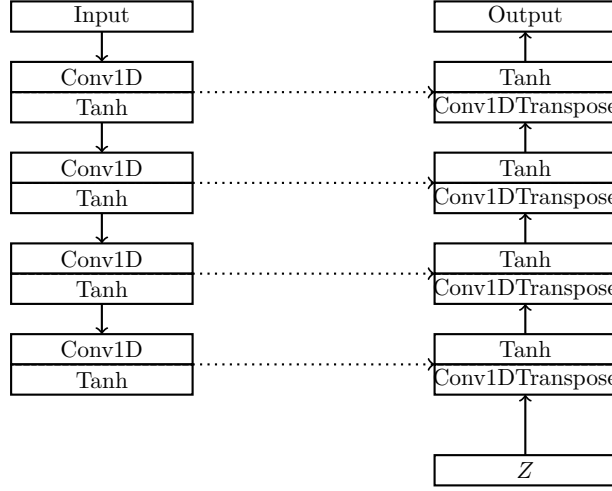 Input
Conv1D
Tanh
Conv1D
Tanh
Conv1D
Tanh
Conv1D
Tanh
Output
Tanh
Conv1DTranspose
Tanh
Conv1DTranspose
Tanh
Conv1DTranspose
Tanh
Conv1DTranspose
Z